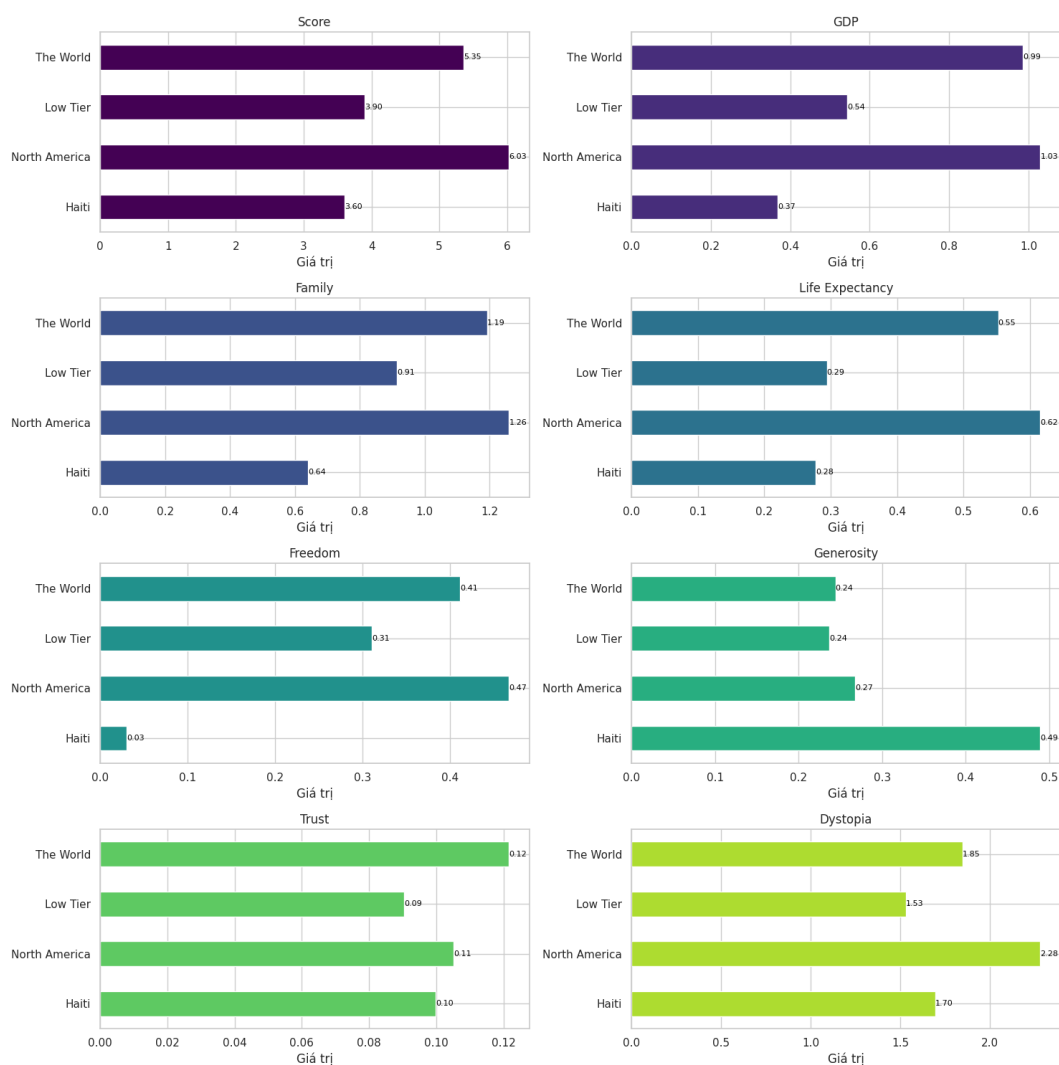 Score
The World
5.35
Low Tier
3.90
North America
6.03
Haiti
3.60
0 1 2 3 4 5 6
Giá trị
GDP
The World
0.99
Low Tier
0.54
North America
1.03
Haiti
0.37
0.0 0.2 0.4 0.6 0.8 1.0
Giá trị
Family
The World
1.19
Low Tier
0.91
North America
1.26
Haiti
0.64
0.0 0.2 0.4 0.6 0.8 1.0 1.2
Giá trị
Life Expectancy
The World
0.55
Low Tier
0.29
North America
0.62
Haiti
0.28
0.0 0.1 0.2 0.3 0.4 0.5 0.6
Giá trị
Freedom
The World
0.41
Low Tier
0.31
North America
0.47
Haiti
0.03
0.0 0.1 0.2 0.3 0.4
Giá trị
Generosity
The World
0.24
Low Tier
0.24
North America
0.27
Haiti
0.49
0.0 0.1 0.2 0.3 0.4 0.5
Giá trị
Trust
The World
0.12
Low Tier
0.09
North America
0.11
Haiti
0.10
0.00 0.02 0.04 0.06 0.08 0.10 0.12
Giá trị
Dystopia
The World
1.85
Low Tier
1.53
North America
2.28
Haiti
1.70
0.0 0.5 1.0 1.5 2.0
Giá trị